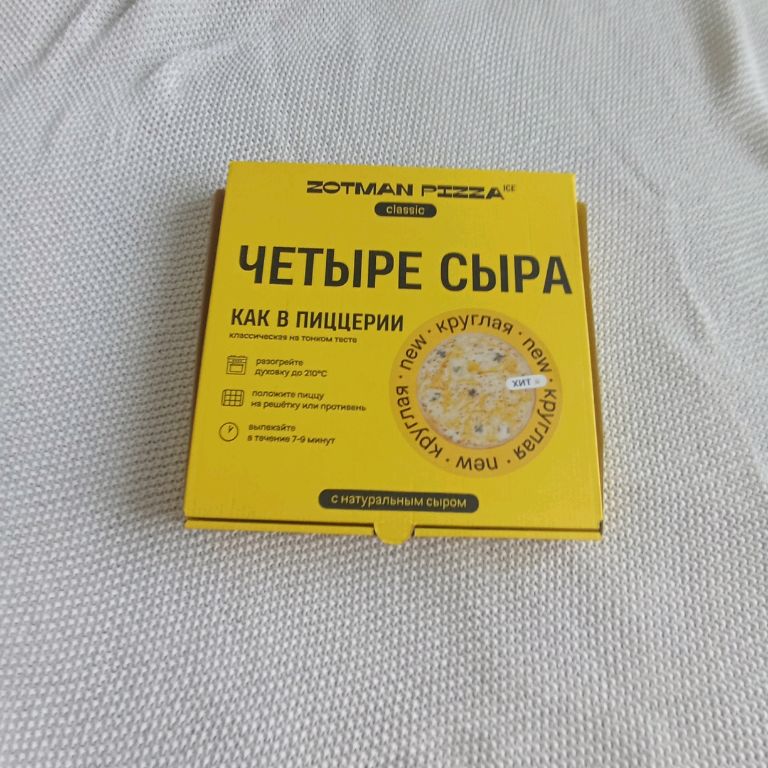 ZOTMAN PIZZA ICE
classic
ЧЕТЫРЕ СЫРА
КАК В ПИЦЦЕРИИ
классическая на тонком тесте
разогрейте
духовку до 210°C
положите пиццу
на решётку или противень
выпекайте
в течение 7-9 минут
new · круглая · new · круглая · new · круглая ·
ХИТ
с натуральным сыром